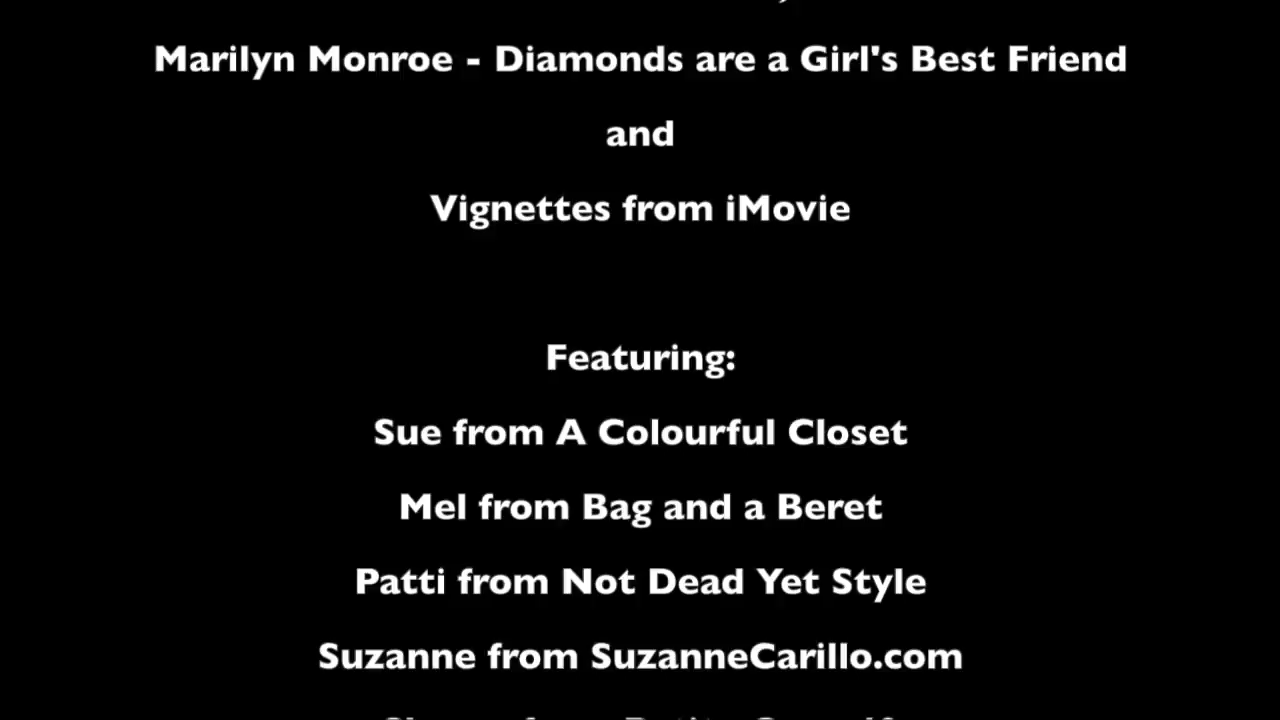 Marilyn Monroe - Diamonds are a Girl's Best Friend
and
Vignettes from iMovie
Featuring:
Sue from A Colourful Closet
Mel from Bag and a Beret
Patti from Not Dead Yet Style
Suzanne from SuzanneCarillo.com